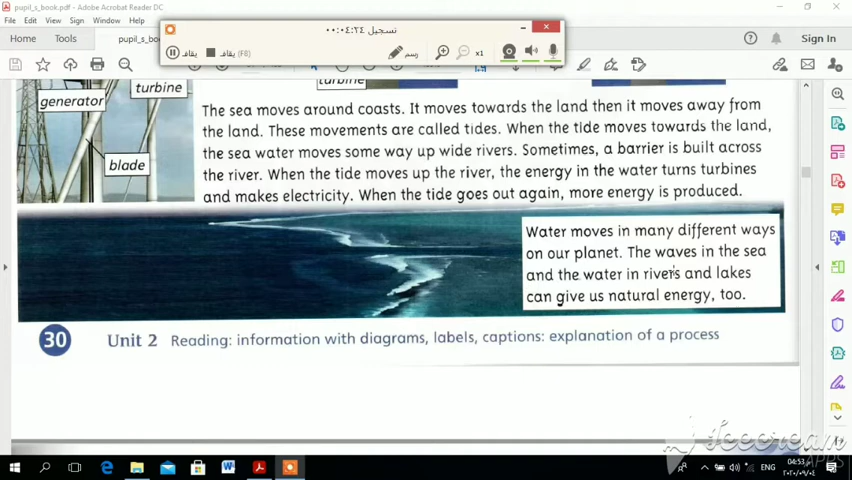 pupil_s_book.pdf - Adobe Acrobat Reader DC
File Edit View Window Help
تسجيل ٠٠:٠٤:٢٤
يقاف
يقاف (F8)
رسم
x1
Home Tools pupil_s_bo
Sign In
generator
turbine
turbine
blade
The sea moves around coasts. It moves towards the land then it moves away from
the land. These movements are called tides. When the tide moves towards the land,
the sea water moves some way up wide rivers. Sometimes, a barrier is built across
the river. When the tide moves up the river, the energy in the water turns turbines
and makes electricity. When the tide goes out again, more energy is produced.
Water moves in many different ways
on our planet. The waves in the sea
and the water in rivers and lakes
can give us natural energy, too.
30 Unit 2 Reading: information with diagrams, labels, captions: explanation of a process
Icecream
APPS
ENG